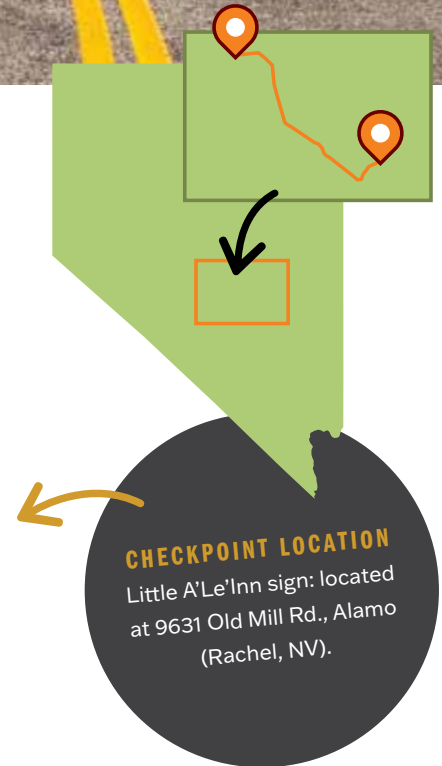 CHECKPOINT LOCATION
Little A'Le'Inn sign: located
at 9631 Old Mill Rd., Alamo
(Rachel, NV).